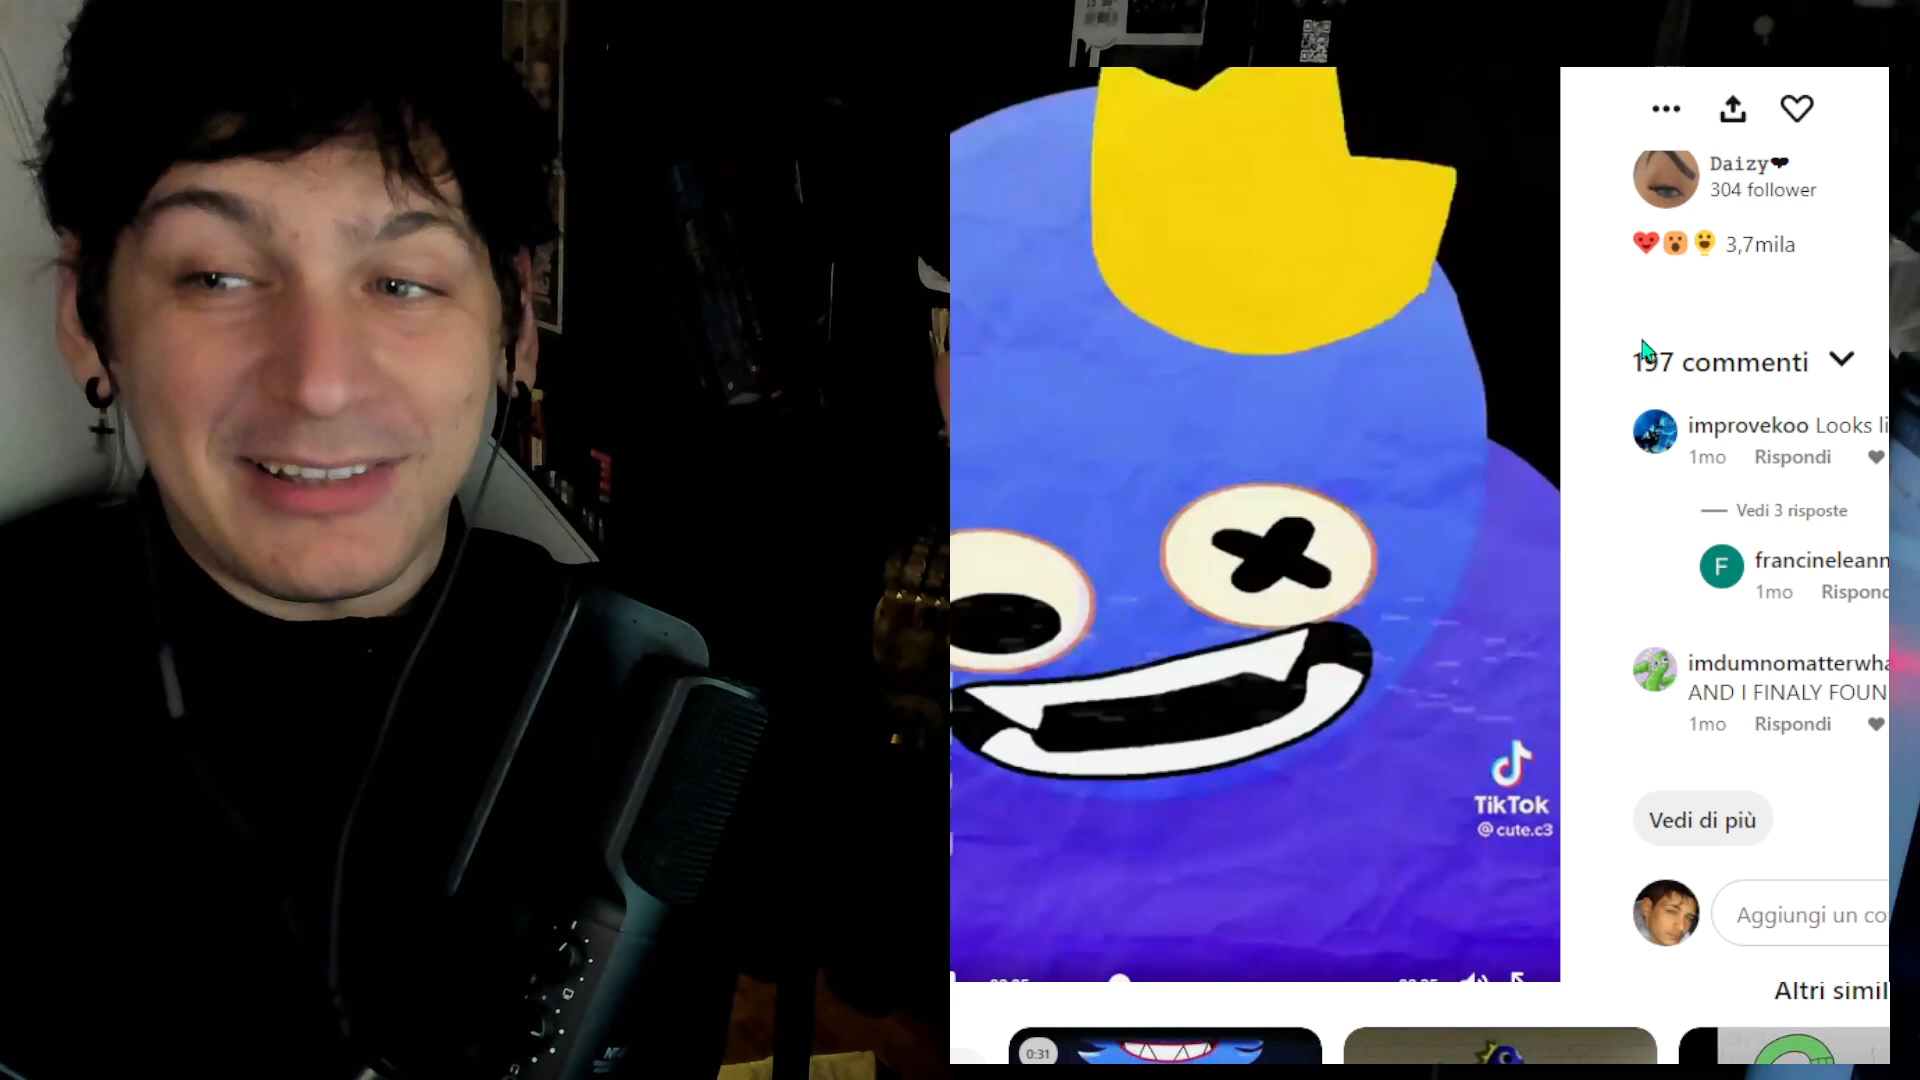 Daizy❤
304 follower
3,7mila
197 commenti
improvekoo Looks li
1mo Rispondi
Vedi 3 risposte
F
francineleann
1mo Rispond
imdumnomatterwha
AND I FINALY FOUN
1mo Rispondi
TikTok
@cute.c3
Vedi di più
Aggiungi un co
Altri simil
0:31